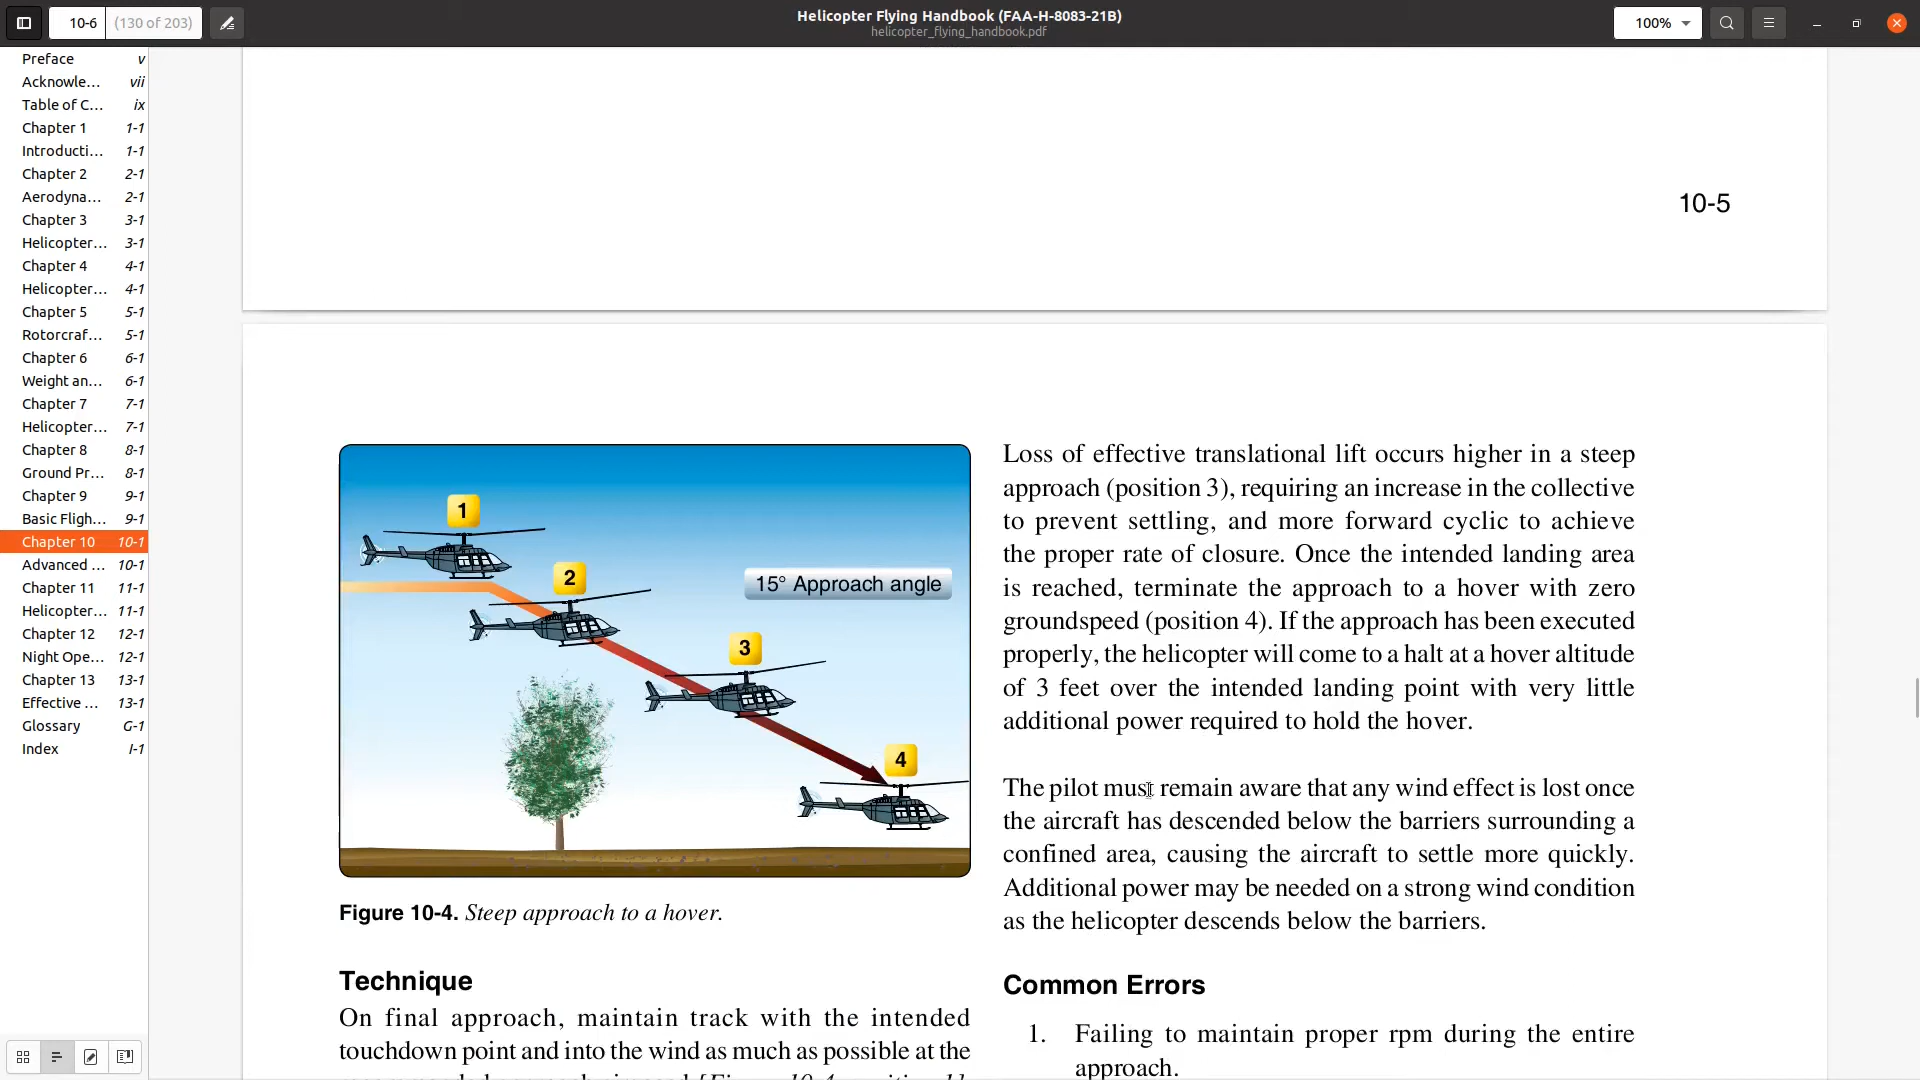 10-6 (130 of 203)
Helicopter Flying Handbook (FAA-H-8083-21B)
helicopter_flying_handbook.pdf
100%
Preface v
Acknowle... vii
Table of C... ix
Chapter 1 1-1
Introducti... 1-1
Chapter 2 2-1
Aerodyna... 2-1
Chapter 3 3-1
Helicopter... 3-1
Chapter 4 4-1
Helicopter... 4-1
Chapter 5 5-1
Rotorcraf... 5-1
Chapter 6 6-1
Weight an... 6-1
Chapter 7 7-1
Helicopter... 7-1
Chapter 8 8-1
Ground Pr... 8-1
Chapter 9 9-1
Basic Fligh... 9-1
Chapter 10 10-1
Advanced ... 10-1
Chapter 11 11-1
Helicopter... 11-1
Chapter 12 12-1
Night Ope... 12-1
Chapter 13 13-1
Effective ... 13-1
Glossary G-1
Index I-1
10-5
1
2
15° Approach angle
3
4
Figure 10-4. Steep approach to a hover.
Technique
On final approach, maintain track with the intended
touchdown point and into the wind as much as possible at the
Loss of effective translational lift occurs higher in a steep
approach (position 3), requiring an increase in the collective
to prevent settling, and more forward cyclic to achieve
the proper rate of closure. Once the intended landing area
is reached, terminate the approach to a hover with zero
groundspeed (position 4). If the approach has been executed
properly, the helicopter will come to a halt at a hover altitude
of 3 feet over the intended landing point with very little
additional power required to hold the hover.
The pilot must remain aware that any wind effect is lost once
the aircraft has descended below the barriers surrounding a
confined area, causing the aircraft to settle more quickly.
Additional power may be needed on a strong wind condition
as the helicopter descends below the barriers.
Common Errors
1. Failing to maintain proper rpm during the entire
approach.